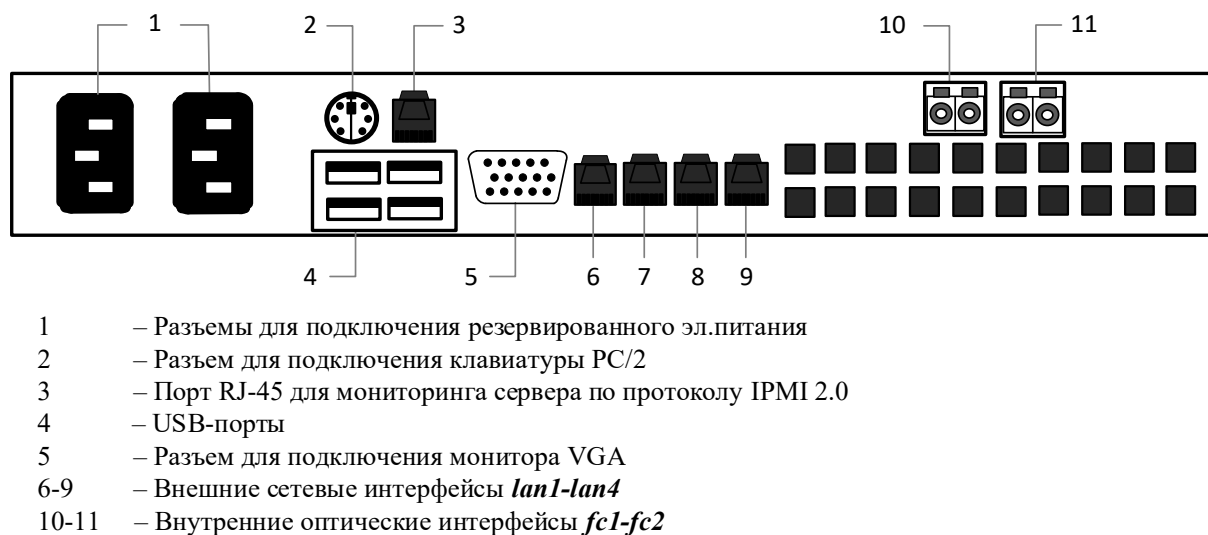 1 2 3 10 11
4 5 6 7 8 9
1 – Разъемы для подключения резервированного эл.питания
2 – Разъем для подключения клавиатуры PC/2
3 – Порт RJ-45 для мониторинга сервера по протоколу IPMI 2.0
4 – USB-порты
5 – Разъем для подключения монитора VGA
6-9 – Внешние сетевые интерфейсы lan1-lan4
10-11 – Внутренние оптические интерфейсы fc1-fc2